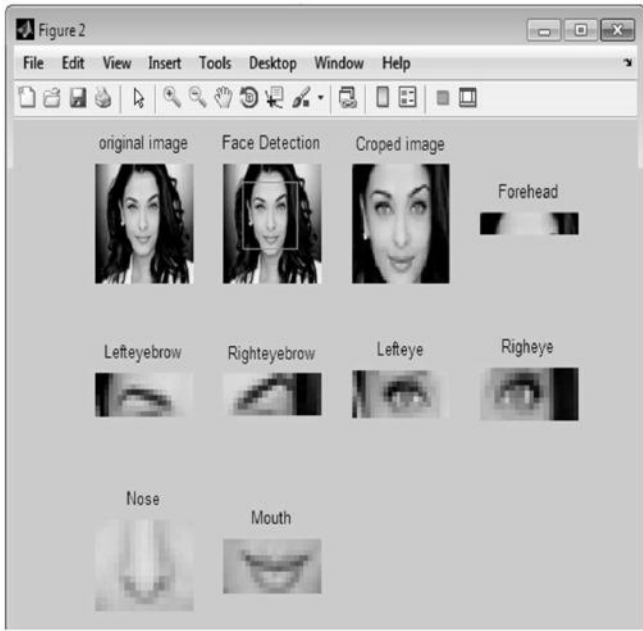 Figure 2
File Edit View Insert Tools Desktop Window Help
original image Face Detection Croped image Forehead
Lefteyebrow Righteyebrow Lefteye Righeye
Nose Mouth